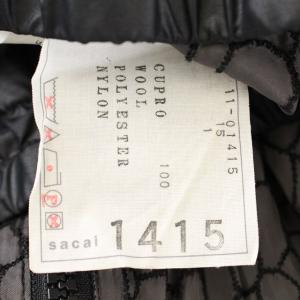 11-01415
15
1
CUPRO 100
WOOL
POLYESTER
NYLON
sacai 1415